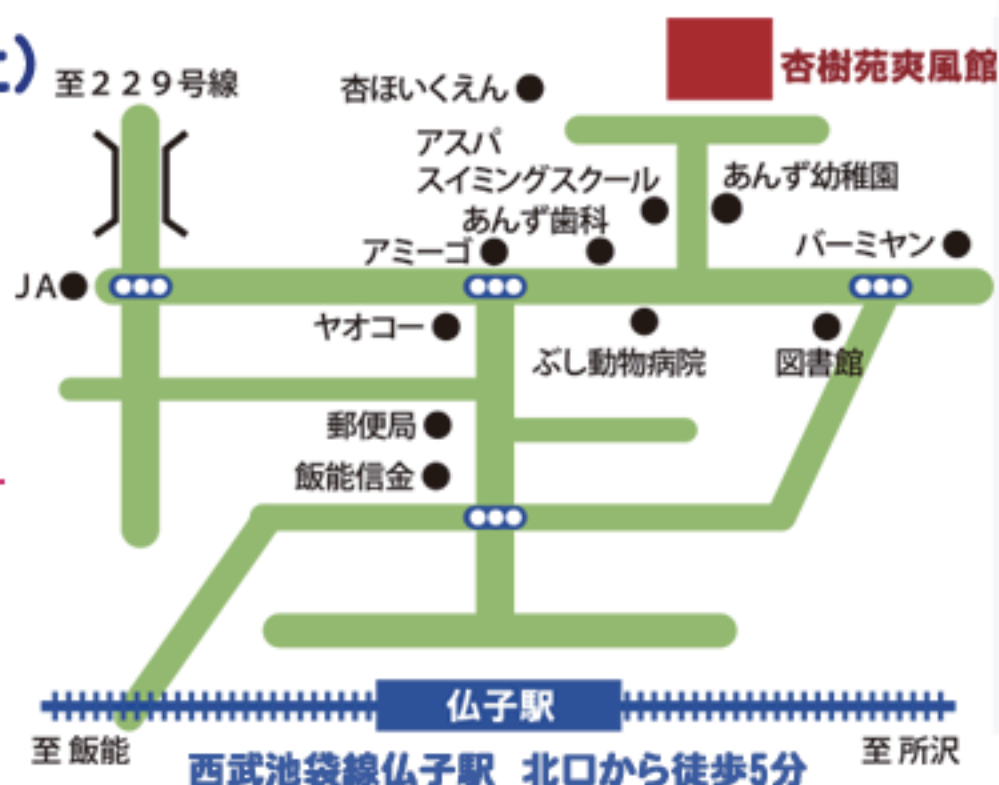 至２２９号線
杏ほいくえん
杏樹苑爽風館
アスパ
スイミングスクール
あんず幼稚園
あんず歯科
アミーゴ
バーミヤン
ＪＡ
ヤオコー
ぶし動物病院
図書館
郵便局
飯能信金
仏子駅
至 飯能
至 所沢
西武池袋線仏子駅 北口から徒歩5分